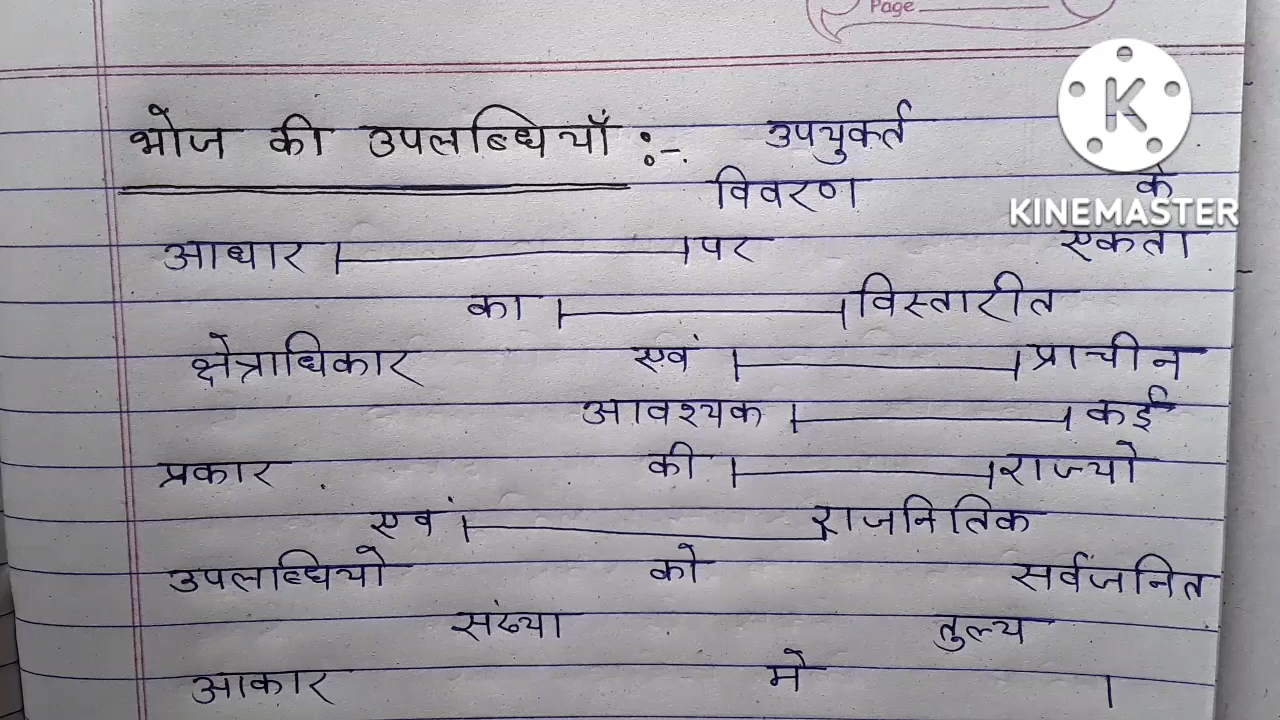 Page
भोज की उपलब्धियाँ :-. उपयुर्क्त
विवरण के
KINEMASTER
आधार पर एकता
का विस्तारीत
क्षेत्राधिकार एवं प्राचीन
आवश्यक कई
प्रकार की राज्यो
एवं राजनितिक
उपलब्धियो को सर्वजनित
संख्या तुल्य
आकार मे ।